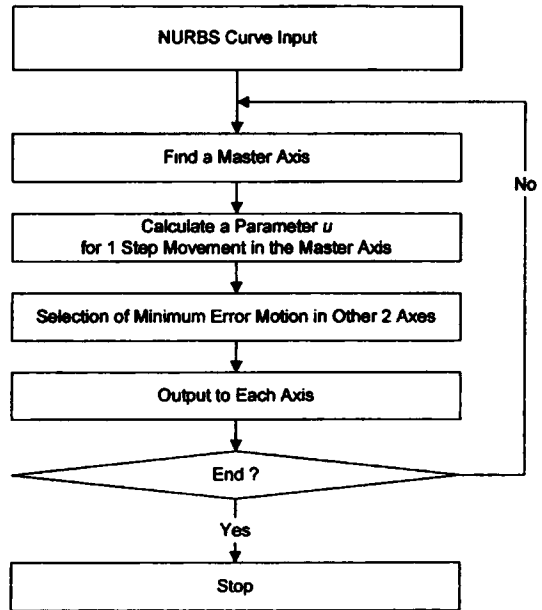 NURBS Curve Input
Find a Master Axis
No
Calculate a Parameter u
for 1 Step Movement in the Master Axis
Selection of Minimum Error Motion in Other 2 Axes
Output to Each Axis
End ?
Yes
Stop